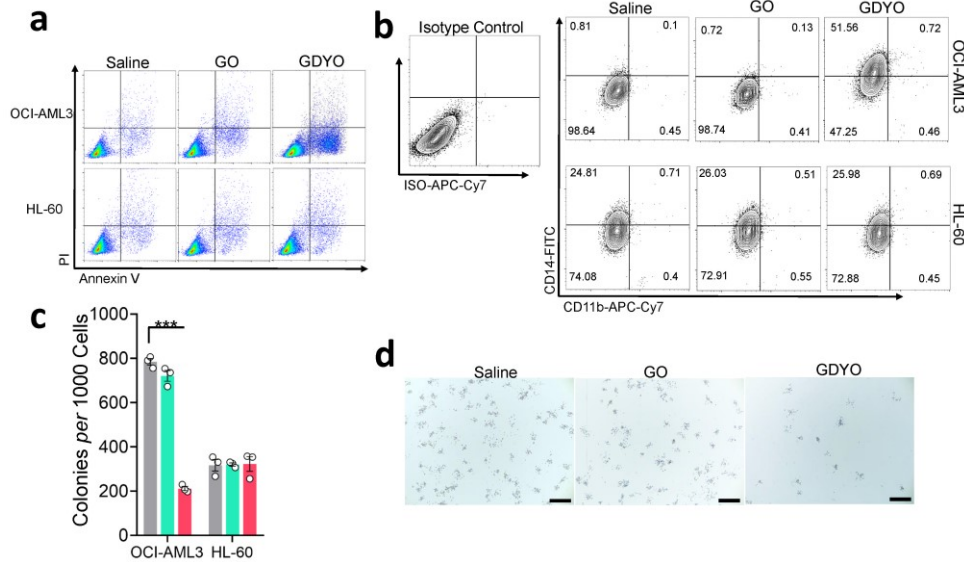 a
Saline
GO
GDYO
OCI-AML3
HL-60
PI
Annexin V
b
Isotype Control
ISO-APC-Cy7
Saline
GO
GDYO
0.81 0.1
98.64 0.45
0.72 0.13
98.74 0.41
51.56 0.72
47.25 0.46
OCI-AML3
24.81 0.71
74.08 0.4
26.03 0.51
72.91 0.55
25.98 0.69
72.88 0.45
HL-60
CD14-FITC
CD11b-APC-Cy7
c
Colonies per 1000 Cells
1000
800
600
400
200
0
***
OCI-AML3 HL-60
d
Saline
GO
GDYO